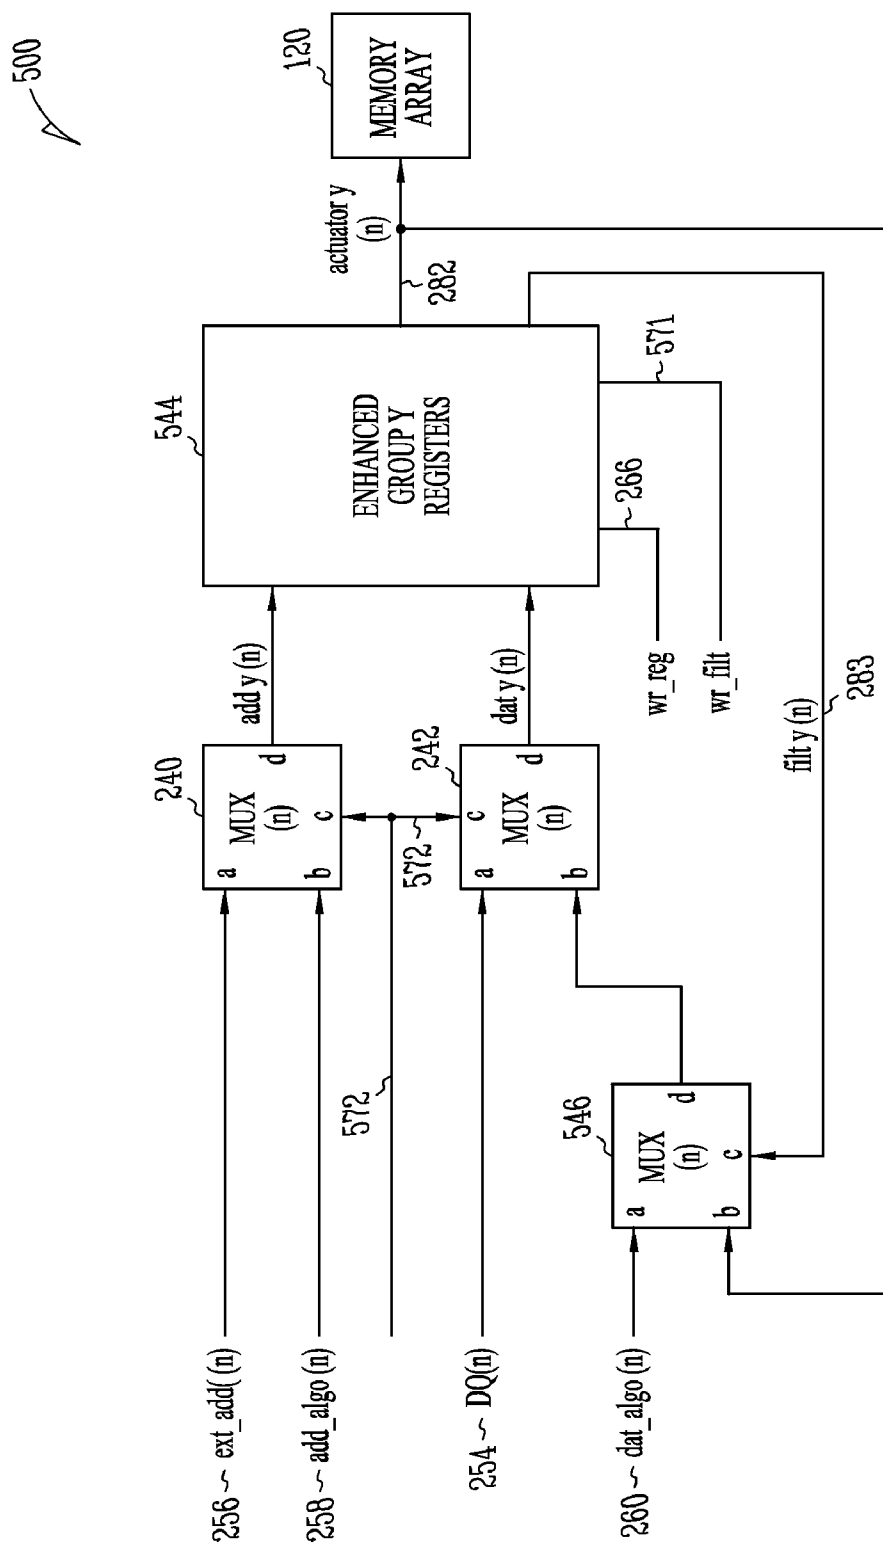 500
256 ~ ext_add( (n)
258 ~ add_algo (n)
572
254 ~ DQ(n)
260 ~ dat_algo (n)
240
MUX
(n)
a
b
c
d
572
242
MUX
(n)
a
b
c
d
546
MUX
(n)
a
b
c
d
add y (n)
dat y (n)
544
ENHANCED
GROUP Y
REGISTERS
wr_reg
266
wr_filt
571
filt y (n)
283
282
actuator y
(n)
120
MEMORY
ARRAY